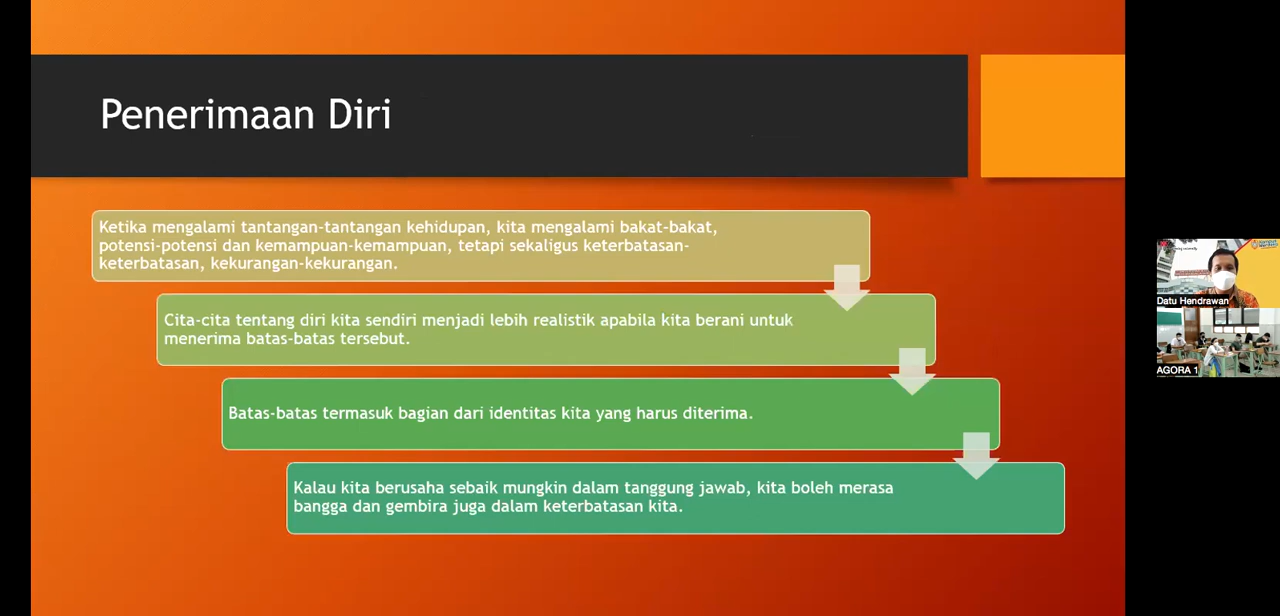 Penerimaan Diri
Ketika mengalami tantangan-tantangan kehidupan, kita mengalami bakat-bakat,
potensi-potensi dan kemampuan-kemampuan, tetapi sekaligus keterbatasan-
keterbatasan, kekurangan-kekurangan.
Cita-cita tentang diri kita sendiri menjadi lebih realistik apabila kita berani untuk
menerima batas-batas tersebut.
Batas-batas termasuk bagian dari identitas kita yang harus diterima.
Kalau kita berusaha sebaik mungkin dalam tanggung jawab, kita boleh merasa
bangga dan gembira juga dalam keterbatasan kita.
Datu Hendrawan
AGORA 1